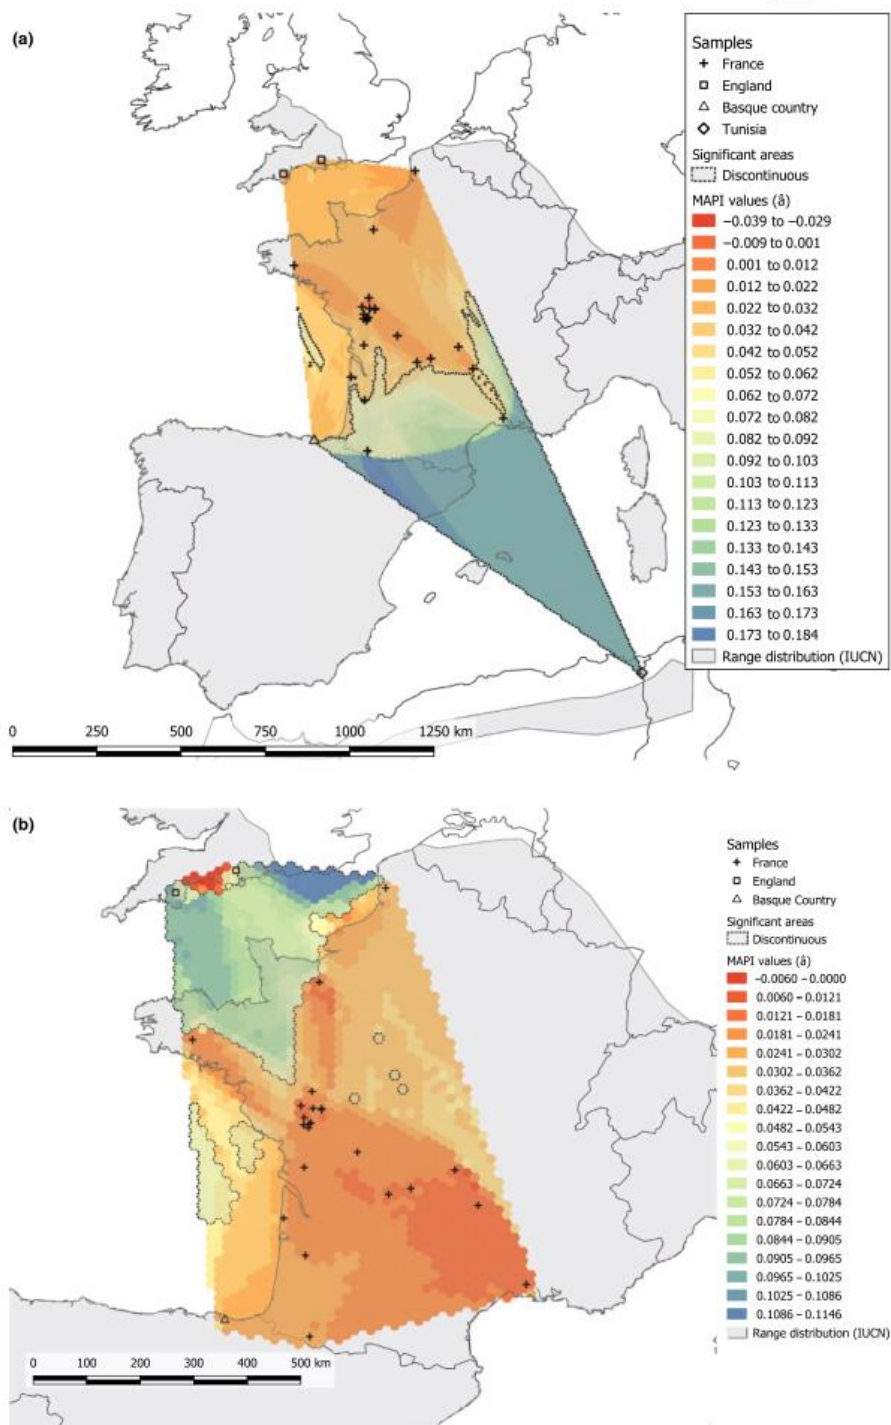 (a)
Samples
France
England
Basque country
Tunisia
Significant areas
Discontinuous
MAPI values (â)
−0.039 to −0.029
−0.009 to 0.001
0.001 to 0.012
0.012 to 0.022
0.022 to 0.032
0.032 to 0.042
0.042 to 0.052
0.052 to 0.062
0.062 to 0.072
0.072 to 0.082
0.082 to 0.092
0.092 to 0.103
0.103 to 0.113
0.113 to 0.123
0.123 to 0.133
0.133 to 0.143
0.143 to 0.153
0.153 to 0.163
0.163 to 0.173
0.173 to 0.184
Range distribution (IUCN)
0 250 500 750 1000 1250 km
(b)
Samples
France
England
Basque Country
Significant areas
Discontinuous
MAPI values (â)
-0.0060 – -0.0000
0.0060 – 0.0121
0.0121 – 0.0181
0.0181 – 0.0241
0.0241 – 0.0302
0.0302 – 0.0362
0.0362 – 0.0422
0.0422 – 0.0482
0.0482 – 0.0543
0.0543 – 0.0603
0.0603 – 0.0663
0.0663 – 0.0724
0.0724 – 0.0784
0.0784 – 0.0844
0.0844 – 0.0905
0.0905 – 0.0965
0.0965 – 0.1025
0.1025 – 0.1086
0.1086 – 0.1146
Range distribution (IUCN)
0 100 200 300 400 500 km